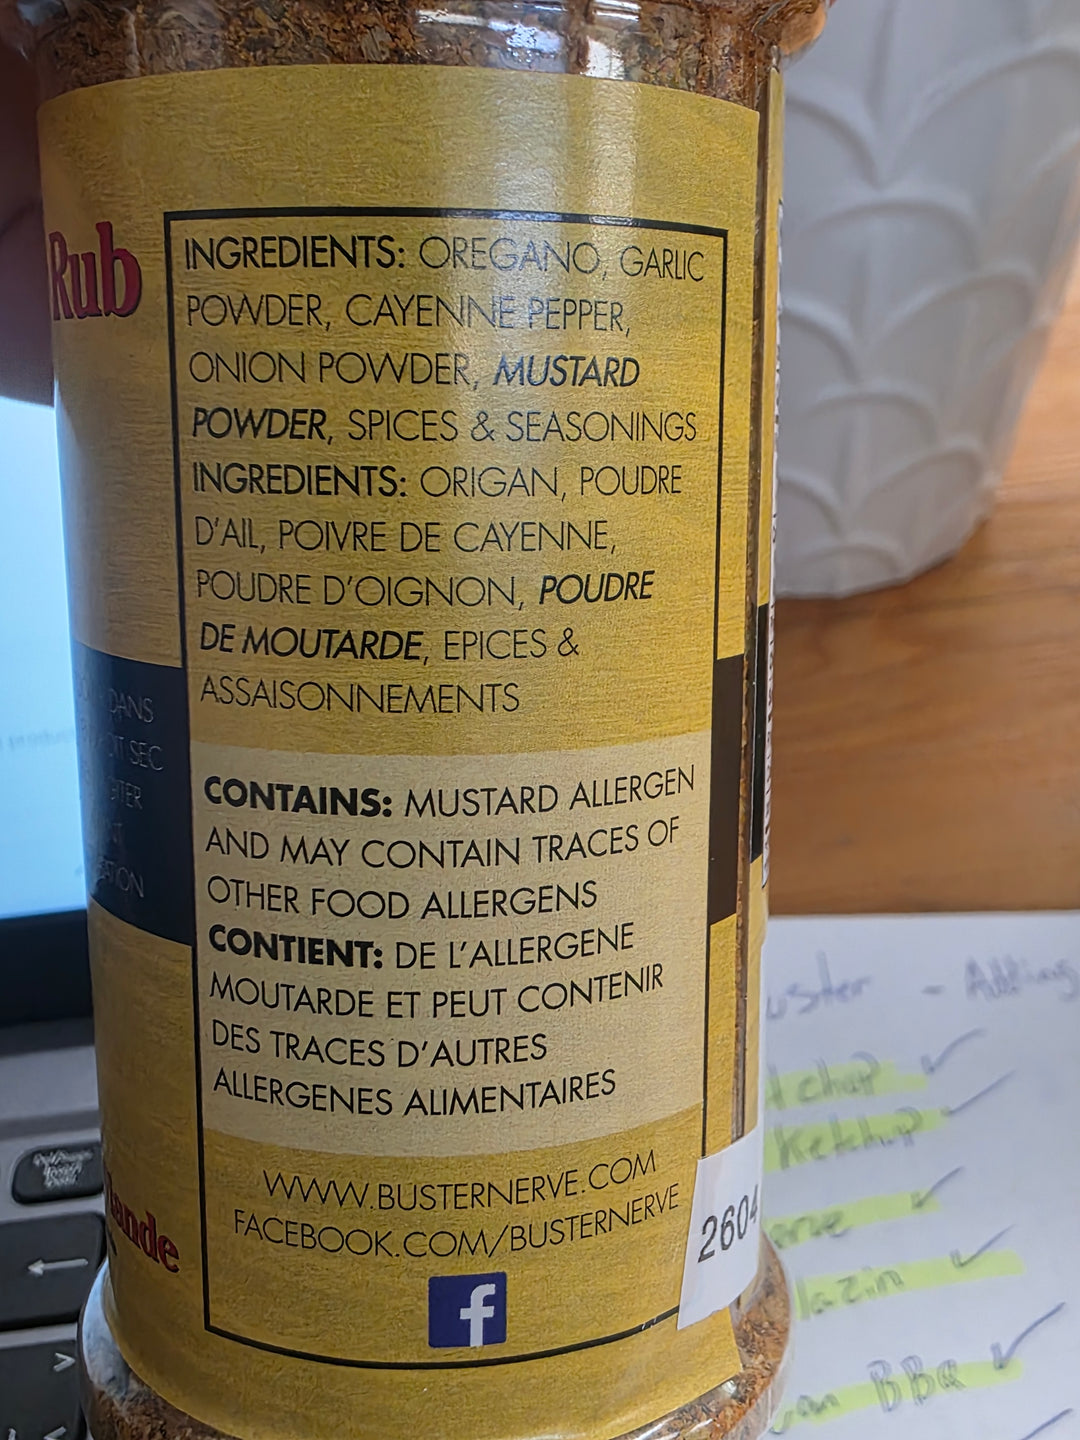 Rub
INGREDIENTS: OREGANO, GARLIC
POWDER, CAYENNE PEPPER,
ONION POWDER, MUSTARD
POWDER, SPICES & SEASONINGS
INGREDIENTS: ORIGAN, POUDRE
D'AIL, POIVRE DE CAYENNE,
POUDRE D'OIGNON, POUDRE
DE MOUTARDE, EPICES &
ASSAISONNEMENTS
CONTAINS: MUSTARD ALLERGEN
AND MAY CONTAIN TRACES OF
OTHER FOOD ALLERGENS
CONTIENT: DE L'ALLERGENE
MOUTARDE ET PEUT CONTENIR
DES TRACES D'AUTRES
ALLERGENES ALIMENTAIRES
WWW.BUSTERNERVE.COM
FACEBOOK.COM/BUSTERNERVE
f
2604
DANS
SEC
Ketchup
BBQ